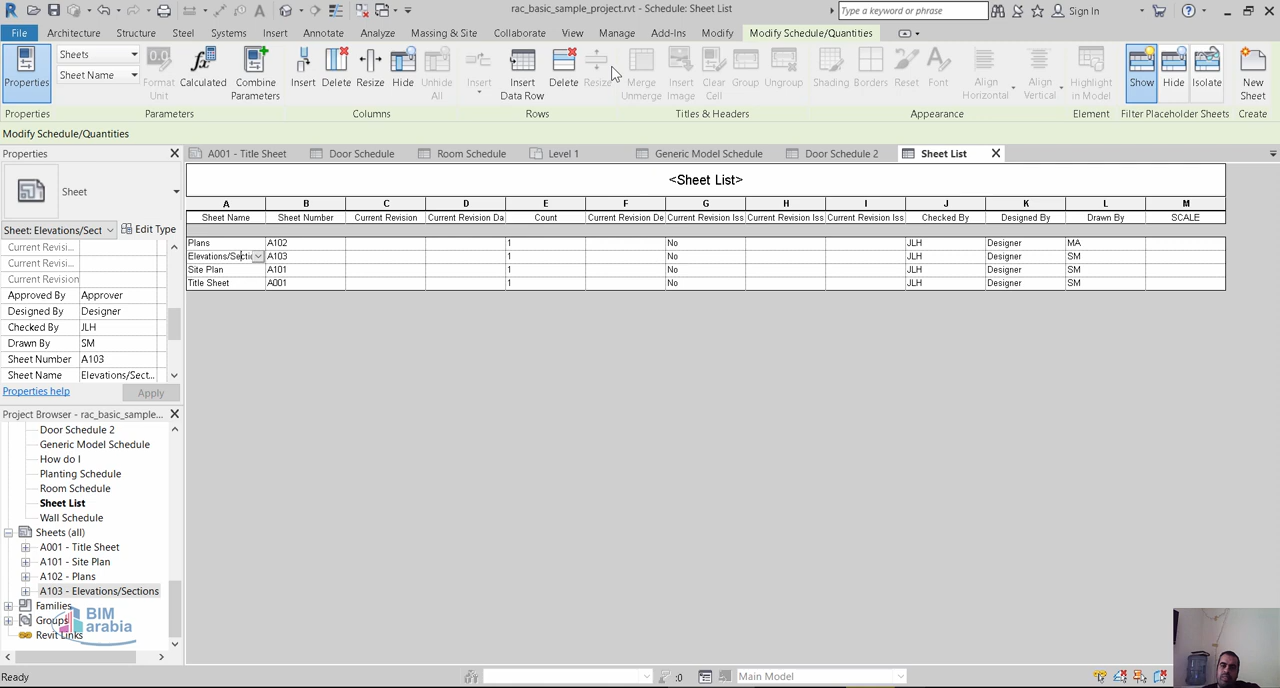 rac_basic_sample_project.rvt - Schedule: Sheet List
Type a keyword or phrase
Sign In
File Architecture Structure Steel Systems Insert Annotate Analyze Massing & Site Collaborate View Manage Add-Ins Modify Modify Schedule/Quantities
Properties
Sheets
Sheet Name
Format Unit
Calculated
Combine Parameters
Insert
Delete
Resize
Hide
Unhide All
Insert
Insert Data Row
Delete
Resize
Merge Unmerge
Insert Image
Clear Cell
Group
Ungroup
Shading
Borders
Reset
Font
Align Horizontal
Align Vertical
Highlight in Model
Show
Hide
Isolate
New Sheet
Properties Parameters Columns Rows Titles & Headers Appearance Element Filter Placeholder Sheets Create
Modify Schedule/Quantities
Properties
A001 - Title Sheet
Door Schedule
Room Schedule
Level 1
Generic Model Schedule
Door Schedule 2
Sheet List
Sheet
Sheet: Elevations/Sect
Edit Type
Current Revisi...
Current Revisi...
Current Revision
Approved By Approver
Designed By Designer
Checked By JLH
Drawn By SM
Sheet Number A103
Sheet Name Elevations/Sect...
Properties help
Apply
<Sheet List>
A B C D E F G H I J K L M
Sheet Name Sheet Number Current Revision Current Revision Da Count Current Revision De Current Revision Iss Current Revision Iss Current Revision Iss Checked By Designed By Drawn By SCALE
Plans A102 1 No JLH Designer MA
Elevations/Sectic A103 1 No JLH Designer SM
Site Plan A101 1 No JLH Designer SM
Title Sheet A001 1 No JLH Designer SM
Project Browser - rac_basic_sample...
Door Schedule 2
Generic Model Schedule
How do I
Planting Schedule
Room Schedule
Sheet List
Wall Schedule
Sheets (all)
A001 - Title Sheet
A101 - Site Plan
A102 - Plans
A103 - Elevations/Sections
Families
Groups
Revit Links
BIM
arabia
Ready
:0
Main Model